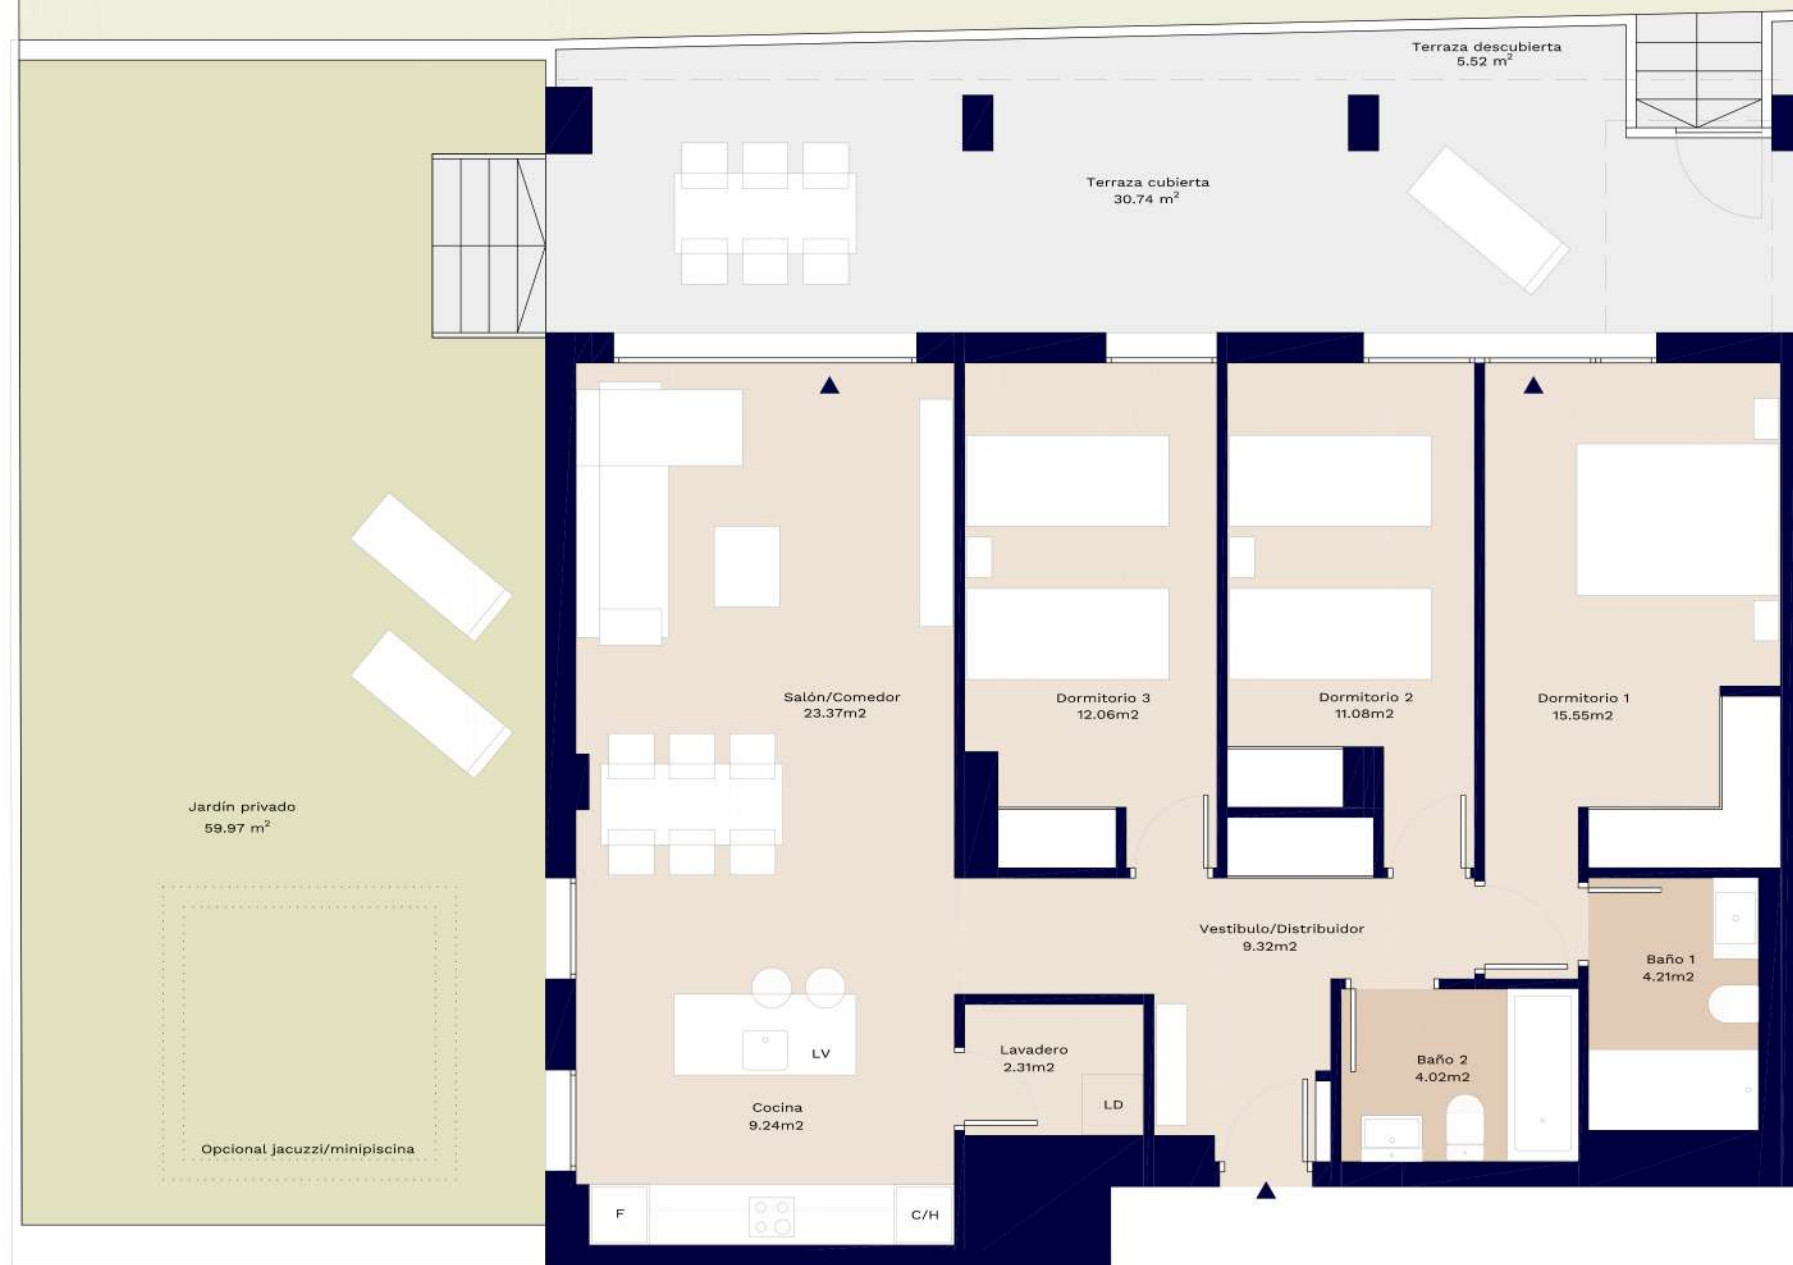 Terraza descubierta
5.52 m²
Terraza cubierta
30.74 m²
Salón/Comedor
23.37m2
Dormitorio 3
12.06m2
Dormitorio 2
11.08m2
Dormitorio 1
15.55m2
Jardín privado
59.97 m²
Vestibulo/Distribuidor
9.32m2
Baño 1
4.21m2
Lavadero
2.31m2
LV
Baño 2
4.02m2
LD
Cocina
9.24m2
Opcional jacuzzi/minipiscina
F
C/H